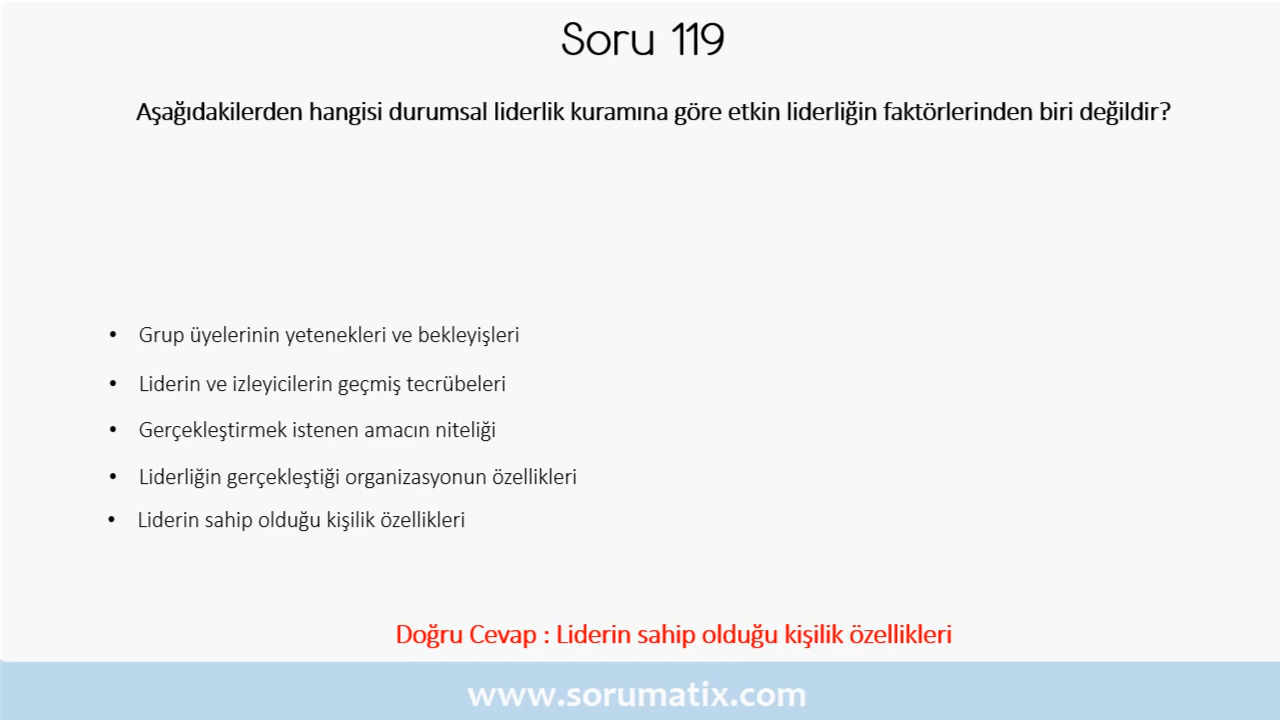 Soru 119
Aşağıdakilerden hangisi durumsal liderlik kuramına göre etkin liderliğin faktörlerinden biri değildir?
• Grup üyelerinin yetenekleri ve bekleyişleri
• Liderin ve izleyicilerin geçmiş tecrübeleri
• Gerçekleştirmek istenen amacın niteliği
• Liderliğin gerçekleştiği organizasyonun özellikleri
• Liderin sahip olduğu kişilik özellikleri
Doğru Cevap : Liderin sahip olduğu kişilik özellikleri
www.sorumatix.com